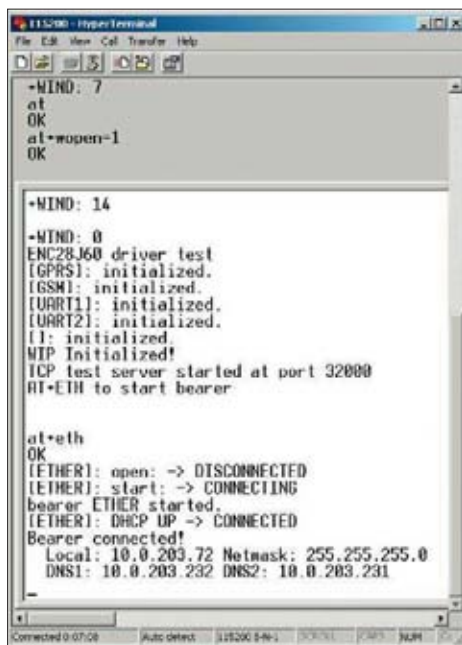 115200 - HyperTerminal
File Edit View Call Transfer Help
+WIND: 7
at
OK
at+wopen=1
OK
+WIND: 14
+WIND: 0
ENC28J60 driver test
[GPRS]: initialized.
[GSM]: initialized.
[UART1]: initialized.
[UART2]: initialized.
[]: initialized.
WIP Initialized!
TCP test server started at port 32000
AT+ETH to start bearer
at+eth
OK
[ETHER]: open: -> DISCONNECTED
[ETHER]: start: -> CONNECTING
bearer ETHER started.
[ETHER]: DHCP UP -> CONNECTED
Bearer connected!
Local: 10.0.203.72 Netmask: 255.255.255.0
DNS1: 10.0.203.232 DNS2: 10.0.203.231
Connected 0:07:08 Auto detect 115200 8-N-1 SCROLL CAPS NUM